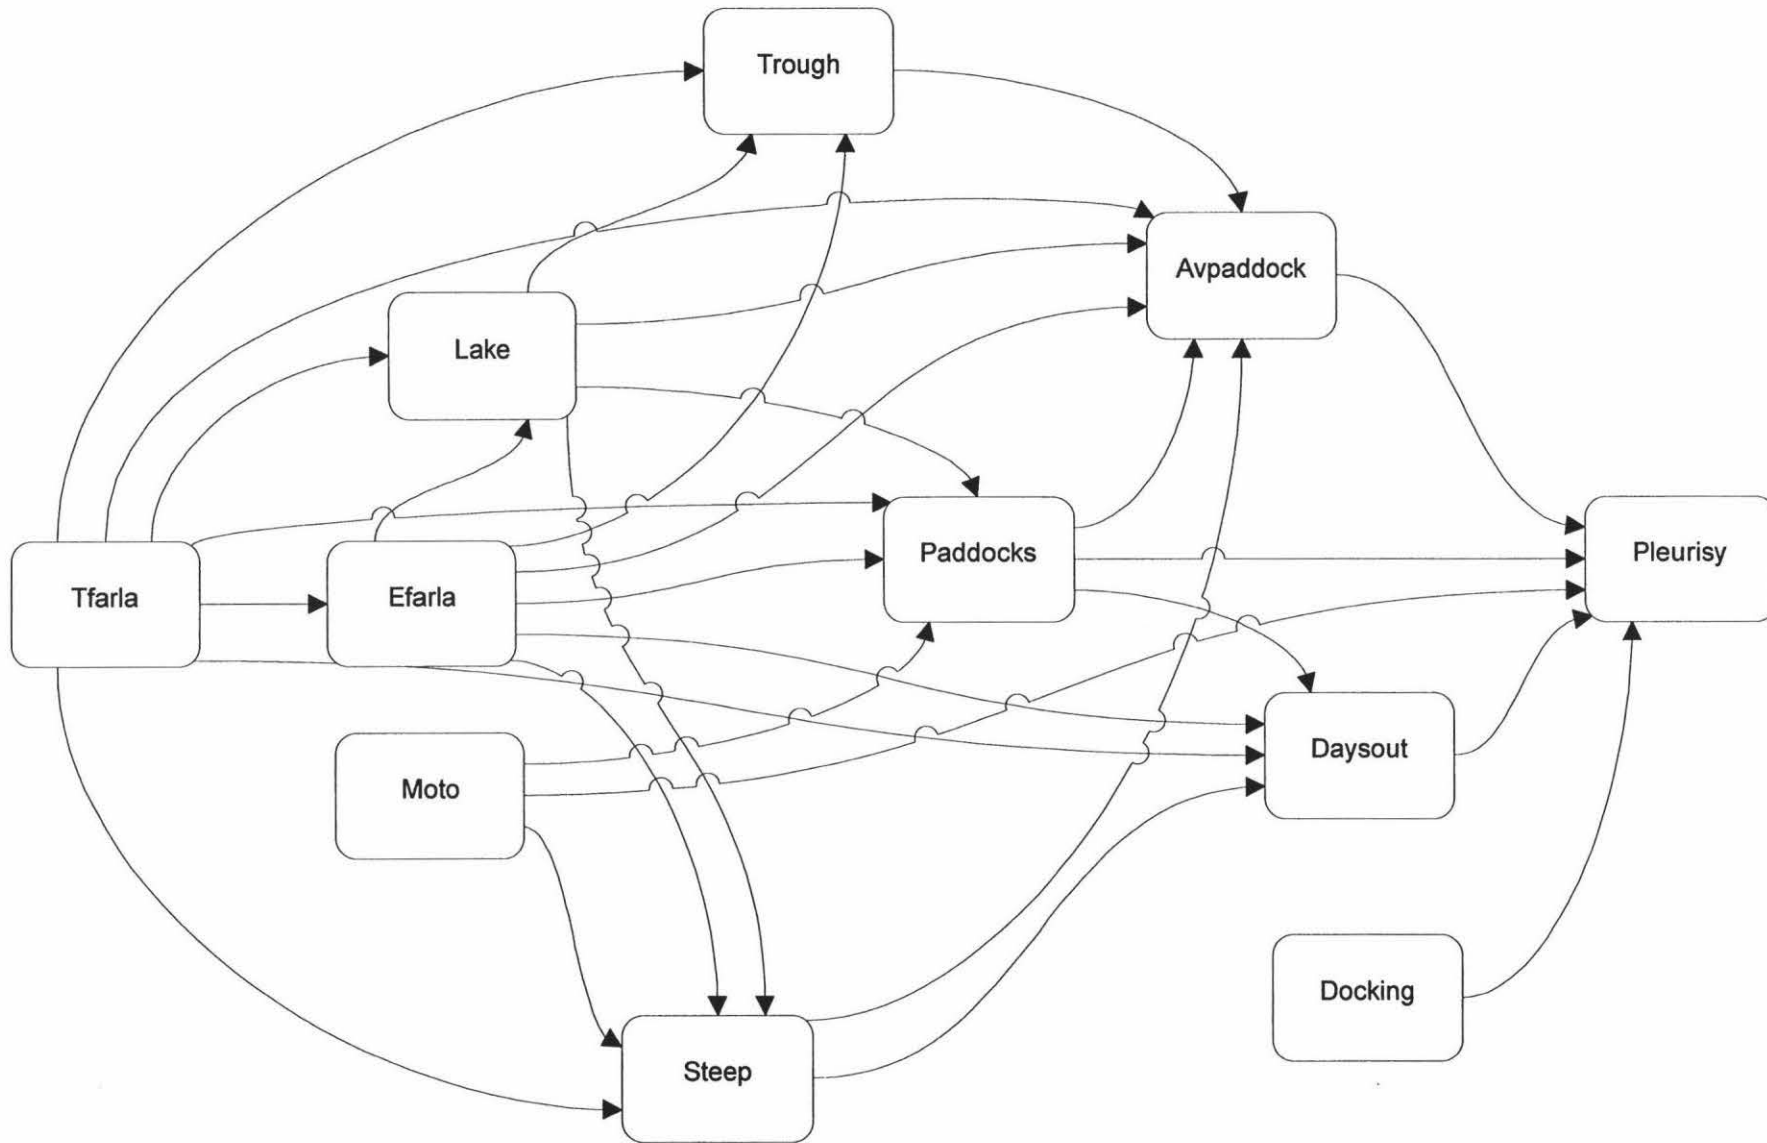 Trough
Avpaddock
Lake
Paddocks
Pleurisy
Tfarla
Efarla
Daysout
Moto
Docking
Steep